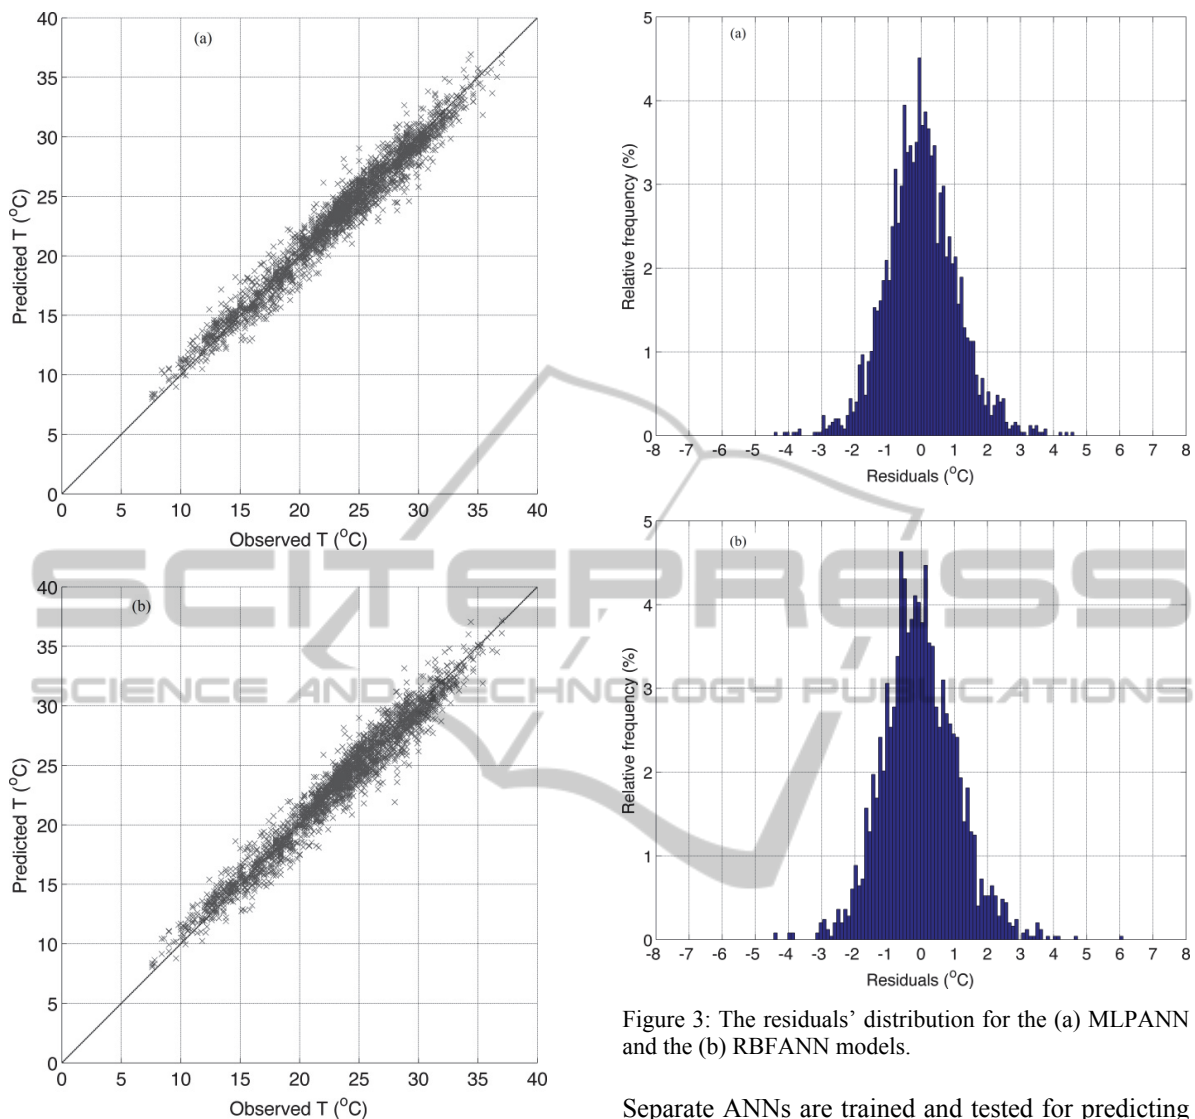 40
(a)
35
30
25
20
15
10
5
0
Predicted T (°C)
0 5 10 15 20 25 30 35 40
Observed T (°C)
40
(b)
35
30
25
20
15
10
5
0
Predicted T (°C)
0 5 10 15 20 25 30 35 40
Observed T (°C)
5
(a)
4
3
2
1
0
Relative frequency (%)
-8 -7 -6 -5 -4 -3 -2 -1 0 1 2 3 4 5 6 7 8
Residuals (°C)
5
(b)
4
3
2
1
0
Relative frequency (%)
-8 -7 -6 -5 -4 -3 -2 -1 0 1 2 3 4 5 6 7 8
Residuals (°C)
SCITEPRESS
SCIENCE AND TECHNOLOGY PUBLICATIONS
Figure 3: The residuals’ distribution for the (a) MLPANN
and the (b) RBFANN models.
Separate ANNs are trained and tested for predicting